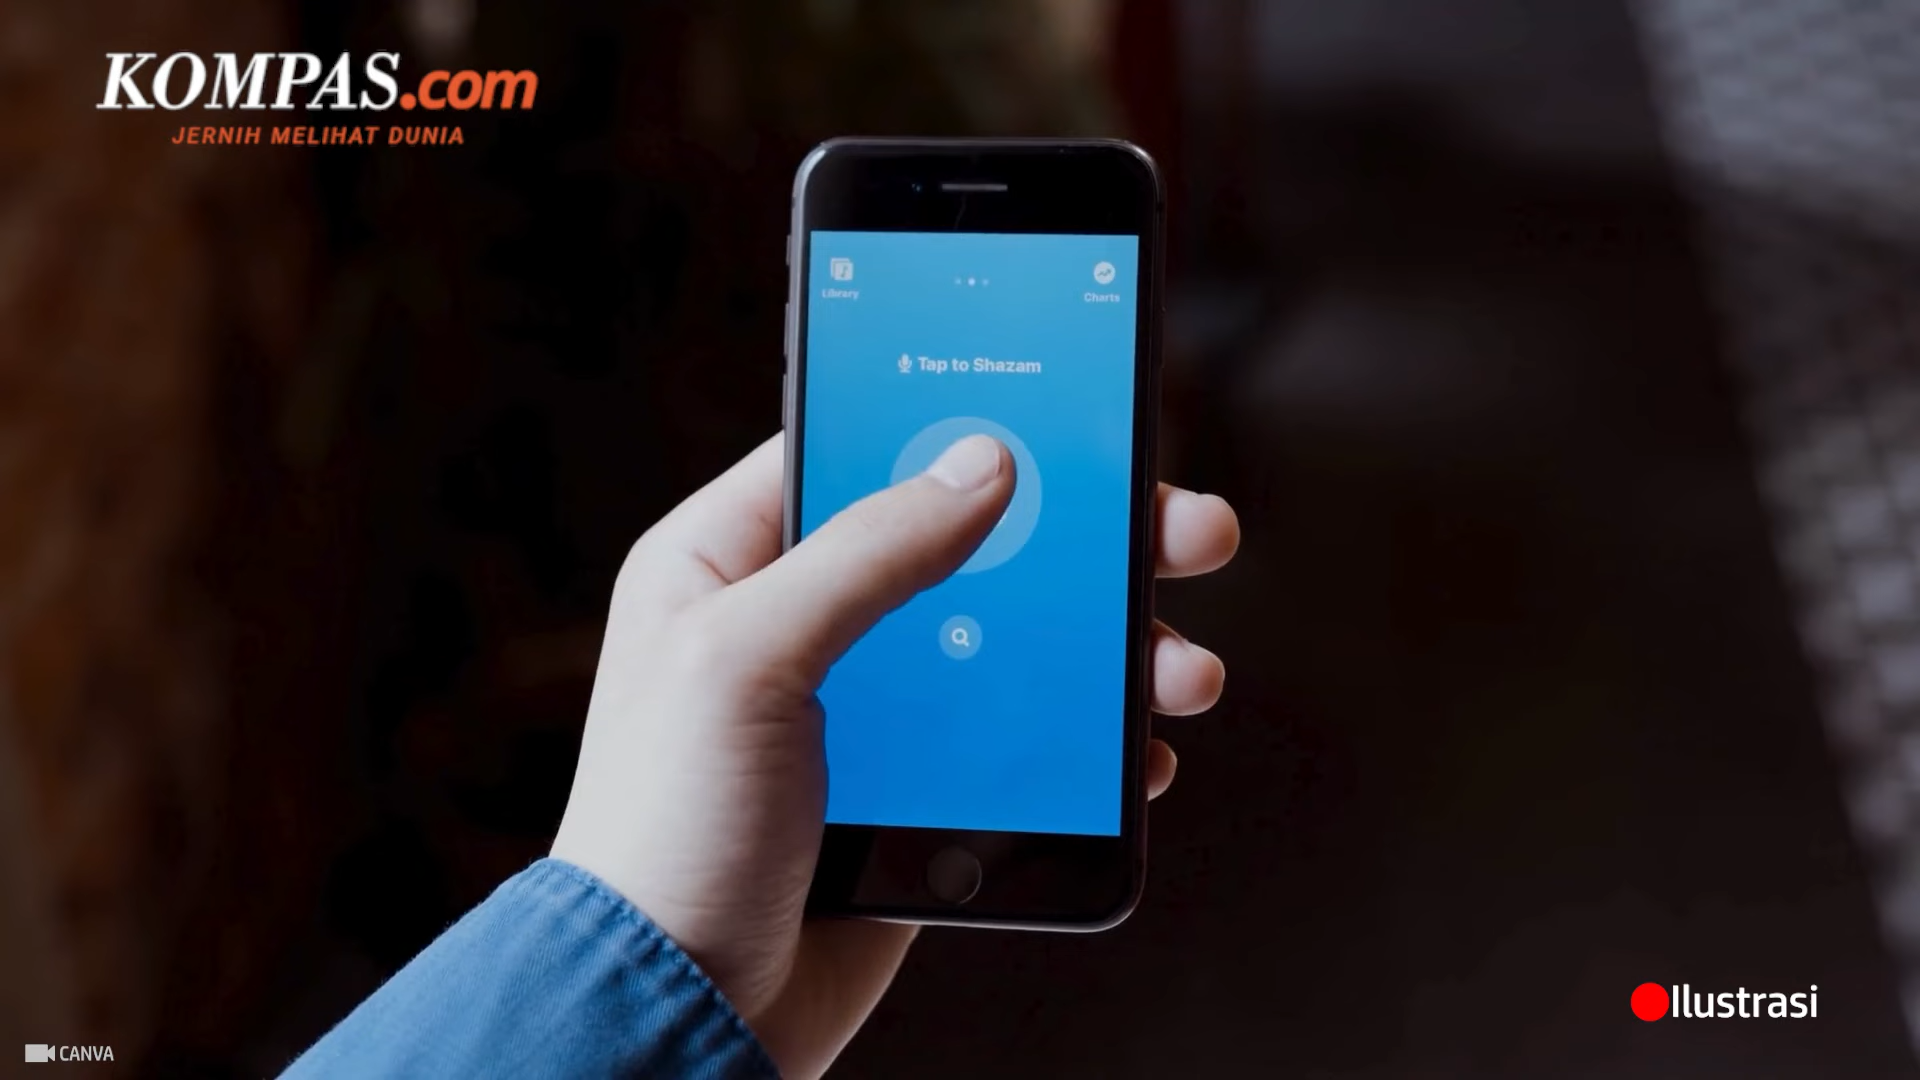 KOMPAS.com
JERNIH MELIHAT DUNIA
Library
Charts
Tap to Shazam
Ilustrasi
CANVA